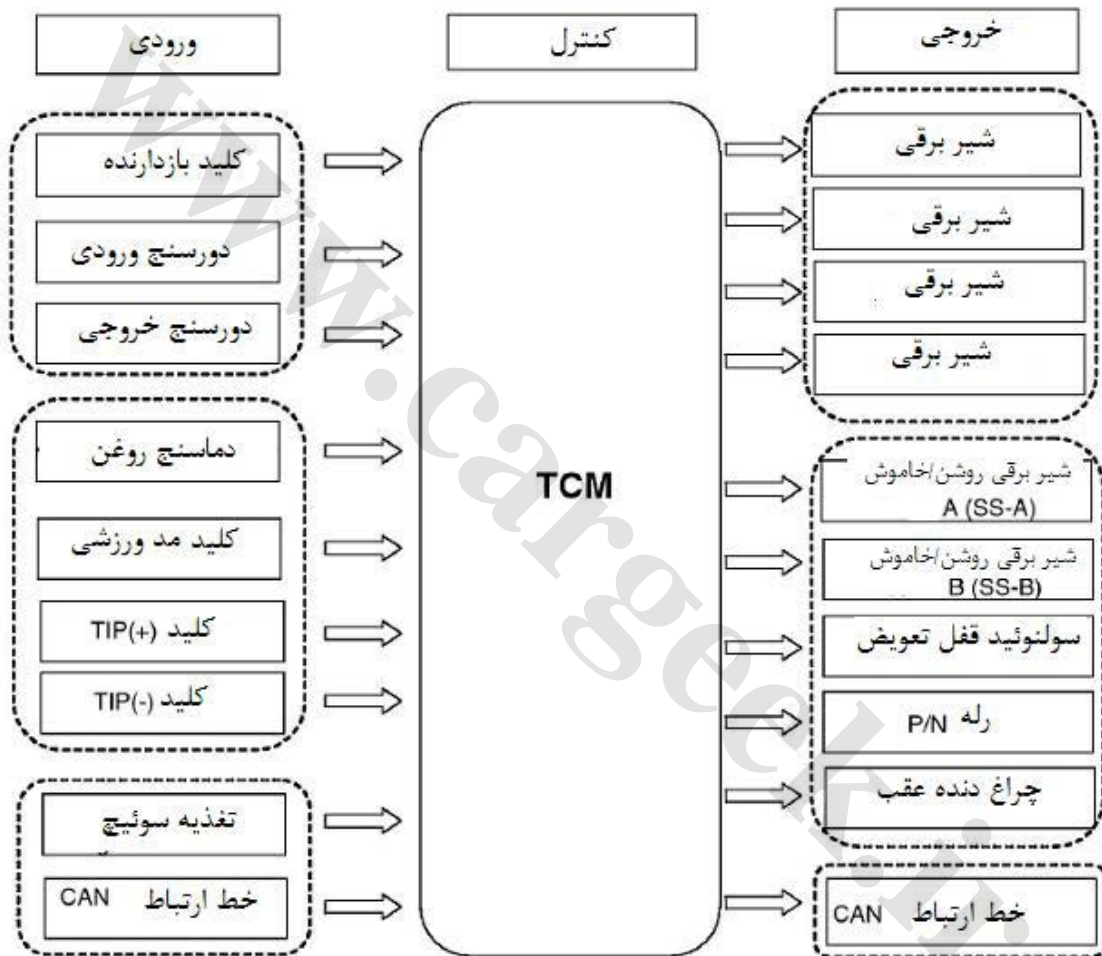 ورودی
کنترل
خروجی
کلید بازدارنده
دورسنج ورودی
دورسنج خروجی
دماسنج روغن
کلید مد ورزشی
کلید TIP(+)
کلید TIP(-)
تغذیه سوئیچ
خط ارتباط CAN
TCM
شیر برقی
شیر برقی
شیر برقی
شیر برقی
شیر برقی روشن/خاموش
A (SS-A)
شیر برقی روشن/خاموش
B (SS-B)
سولنوئید قفل تعویض
رله P/N
چراغ دنده عقب
خط ارتباط CAN
www.cargeek.ir